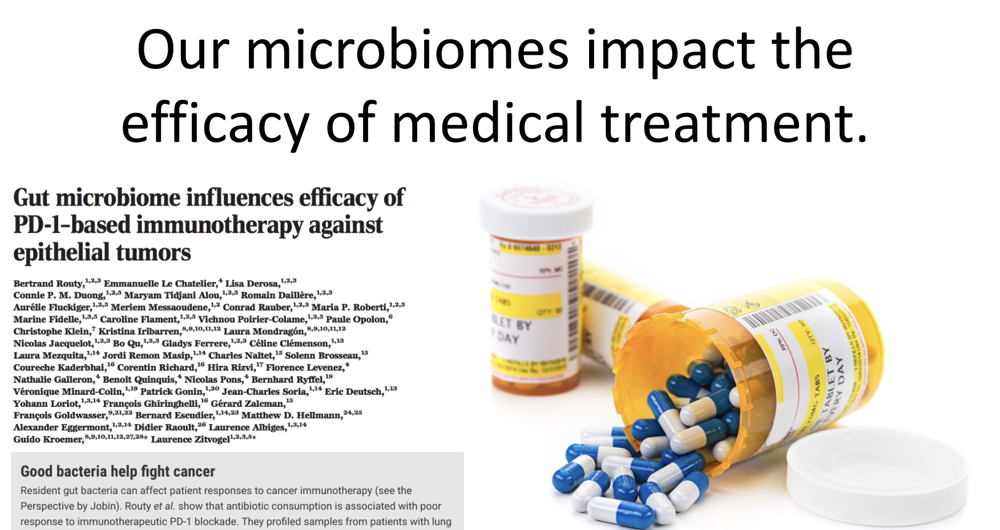 Our microbiomes impact the
efficacy of medical treatment.
Gut microbiome influences efficacy of
PD-1–based immunotherapy against
epithelial tumors
Bertrand Routy,1,2,3 Emmanuelle Le Chatelier,4 Lisa Derosa,1,2,3
Connie P. M. Duong,1,2,5 Maryam Tidjani Alou,1,2,3 Romain Daillère,1,2,3
Aurélie Fluckiger,1,2,5 Meriem Messaoudene,1,2 Conrad Rauber,1,2,3 Maria P. Roberti,1,2,5
Marine Fidelle,1,3,5 Caroline Flament,1,2,5 Vichnou Poirier-Colame,1,2,5 Paule Opolon,6
Christophe Klein,7 Kristina Iribarren,8,9,10,11,12 Laura Mondragón,8,9,10,11,12
Nicolas Jacquelot,1,2,3 Bo Qu,1,2,3 Gladys Ferrere,1,2,3 Céline Clémenson,1,13
Laura Mezquita,1,14 Jordi Remon Masip,1,14 Charles Naltet,15 Solenn Brosseau,15
Coureche Kaderbhai,16 Corentin Richard,16 Hira Rizvi,17 Florence Levenez,4
Nathalie Galleron,4 Benoit Quinquis,4 Nicolas Pons,4 Bernhard Ryffel,18
Véronique Minard-Colin,1,19 Patrick Gonin,1,20 Jean-Charles Soria,1,14 Eric Deutsch,1,13
Yohann Loriot,1,3,14 François Ghiringhelli,16 Gérard Zalcman,15
François Goldwasser,9,21,22 Bernard Escudier,1,14,23 Matthew D. Hellmann,24,25
Alexander Eggermont,1,2,14 Didier Raoult,26 Laurence Albiges,1,3,14
Guido Kroemer,8,9,10,11,12,27,28* Laurence Zitvogel1,2,3,5*
Good bacteria help fight cancer
Resident gut bacteria can affect patient responses to cancer immunotherapy (see the
Perspective by Jobin). Routy et al. show that antibiotic consumption is associated with poor
response to immunotherapeutic PD-1 blockade. They profiled samples from patients with lung
RPh: MC
TABS
QTY: 90
LET BY
DAY
RPh: DC
QTY: 90
20MG TABS
TABLET BY
EVERY DAY